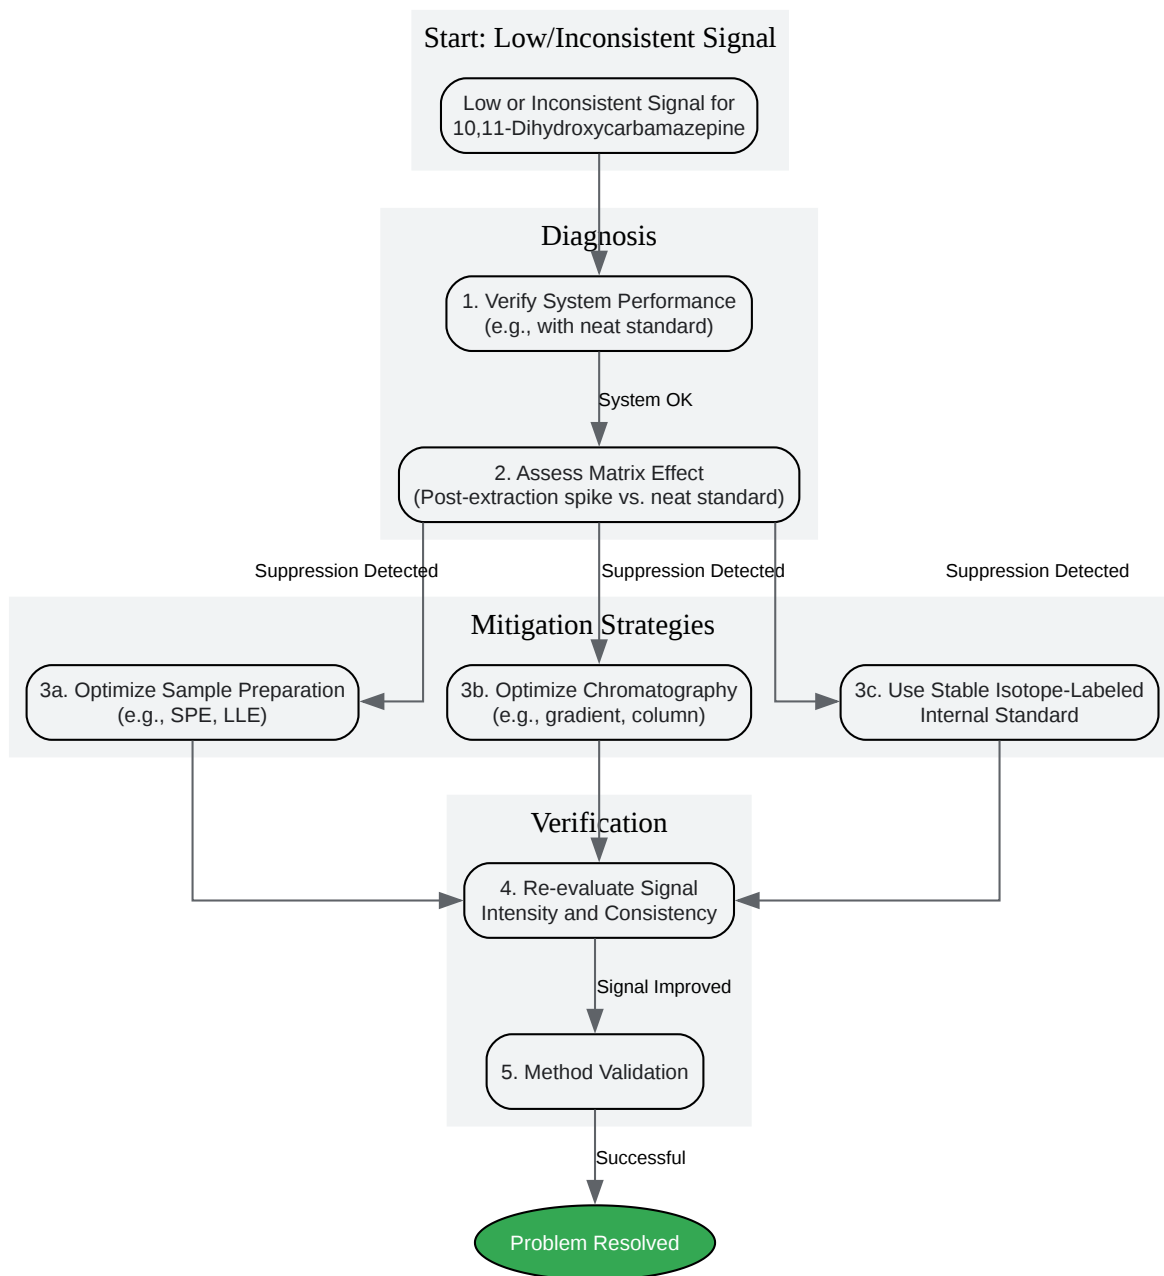 Start: Low/Inconsistent Signal
Low or Inconsistent Signal for
10,11-Dihydroxycarbamazepine
Diagnosis
1. Verify System Performance
(e.g., with neat standard)
System OK
2. Assess Matrix Effect
(Post-extraction spike vs. neat standard)
Suppression Detected
Suppression Detected
Suppression Detected
Mitigation Strategies
3a. Optimize Sample Preparation
(e.g., SPE, LLE)
3b. Optimize Chromatography
(e.g., gradient, column)
3c. Use Stable Isotope-Labeled
Internal Standard
Verification
4. Re-evaluate Signal
Intensity and Consistency
Signal Improved
5. Method Validation
Successful
Problem Resolved